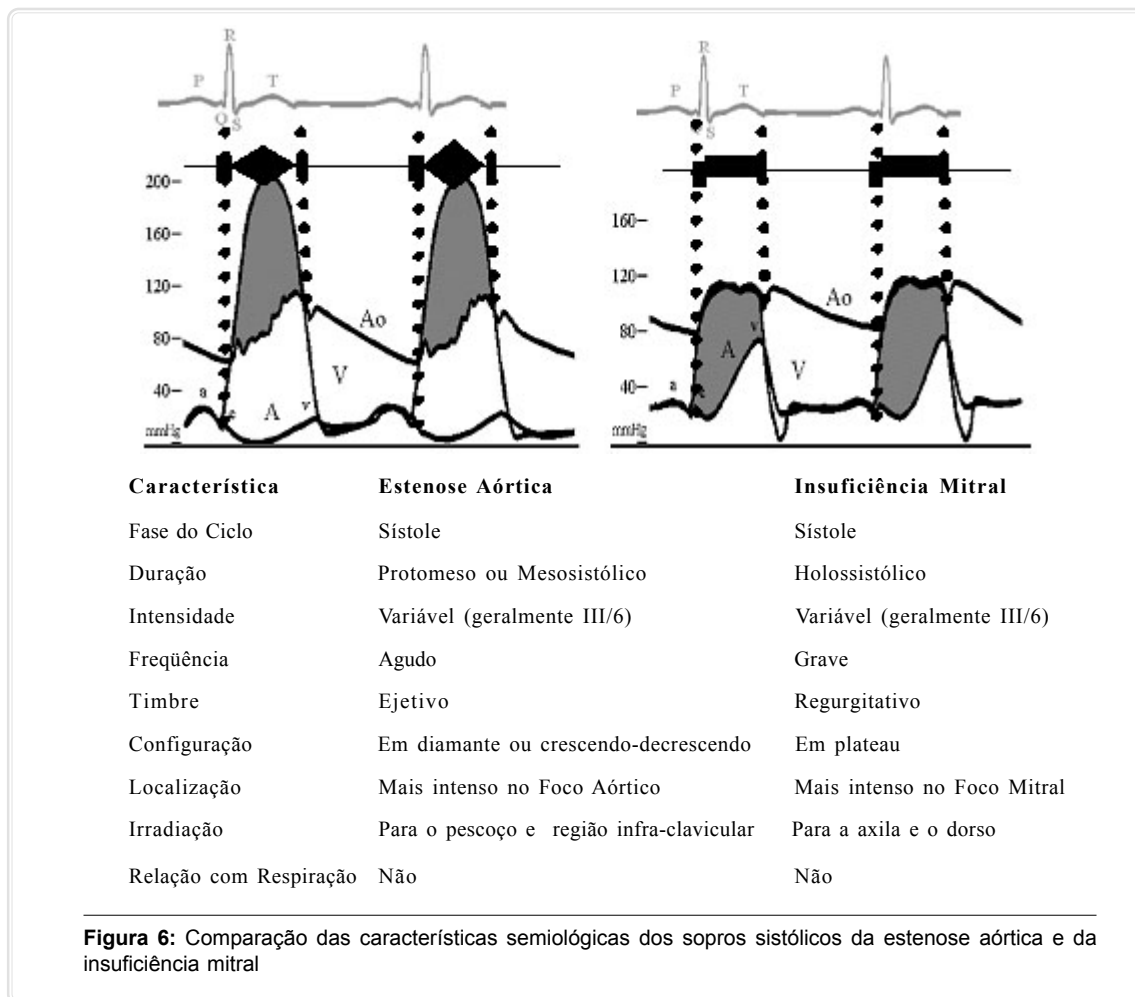 R
P
T
Q
S
R
P
T
S
200
160
120
80
40
mmHg
a
c
A
v
V
Ao
160
120
80
40
mmHg
a
c
A
v
V
Ao
Característica Estenose Aórtica Insuficiência Mitral
Fase do Ciclo Sístole Sístole
Duração Protomeso ou Mesosistólico Holossistólico
Intensidade Variável (geralmente III/6) Variável (geralmente III/6)
Freqüência Agudo Grave
Timbre Ejetivo Regurgitativo
Configuração Em diamante ou crescendo-decrescendo Em plateau
Localização Mais intenso no Foco Aórtico Mais intenso no Foco Mitral
Irradiação Para o pescoço e região infra-clavicular Para a axila e o dorso
Relação com Respiração Não Não
Figura 6: Comparação das características semiológicas dos sopros sistólicos da estenose aórtica e da
insuficiência mitral